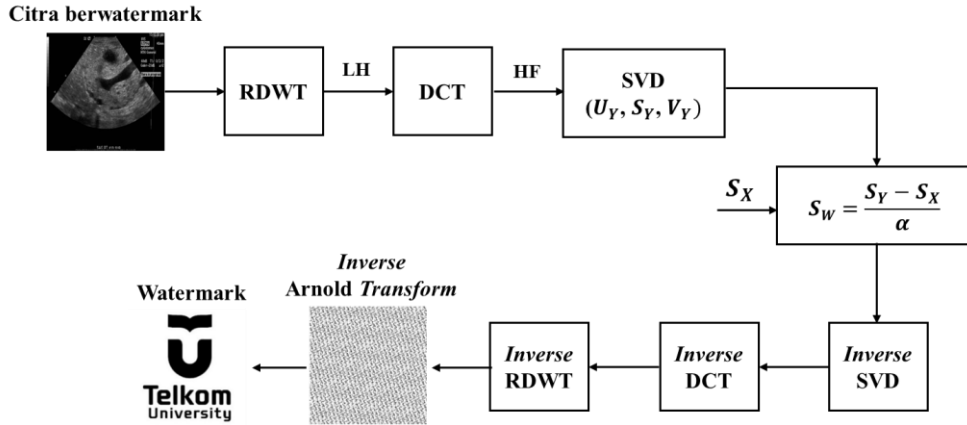 Citra berwatermark
RDWT
LH
DCT
HF
SVD
(U_Y, S_Y, V_Y)
S_X
S_W = (S_Y − S_X) / α
Inverse
SVD
Inverse
DCT
Inverse
RDWT
Inverse
Arnold Transform
Watermark
Telkom
University